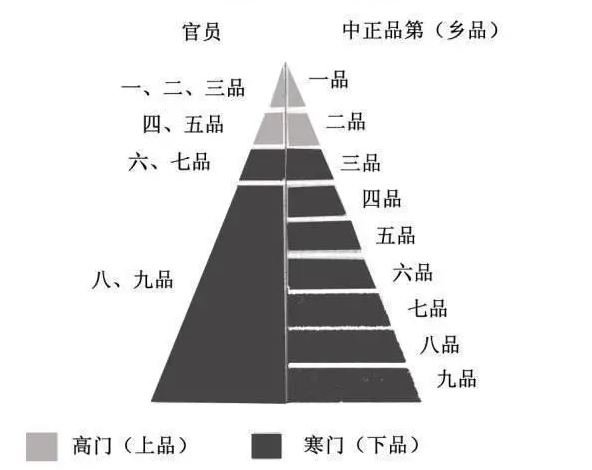 官员
中正品第（乡品）
一、二、三品
一品
四、五品
二品
六、七品
三品
四品
五品
八、九品
六品
七品
八品
九品
高门（上品）
寒门（下品）